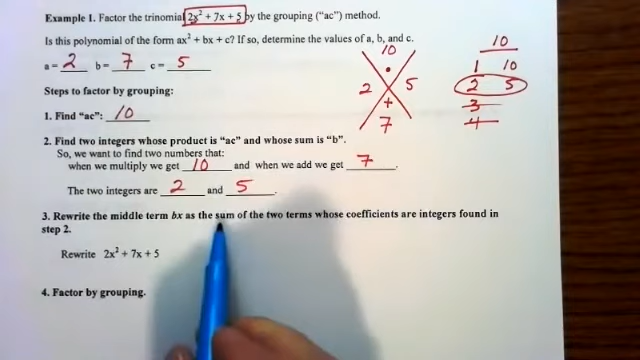 Example 1. Factor the trinomial 2x² + 7x + 5 by the grouping ("ac") method.
Is this polynomial of the form ax² + bx + c? If so, determine the values of a, b, and c.
a = 2 b = 7 c = 5
Steps to factor by grouping:
1. Find "ac": 10
2. Find two integers whose product is "ac" and whose sum is "b".
So, we want to find two numbers that:
when we multiply we get 10 and when we add we get 7.
The two integers are 2 and 5.
3. Rewrite the middle term bx as the sum of the two terms whose coefficients are integers found in
step 2.
Rewrite 2x² + 7x + 5
4. Factor by grouping.
10
•
2 5
+
7
10
1 10
2 5
3
4